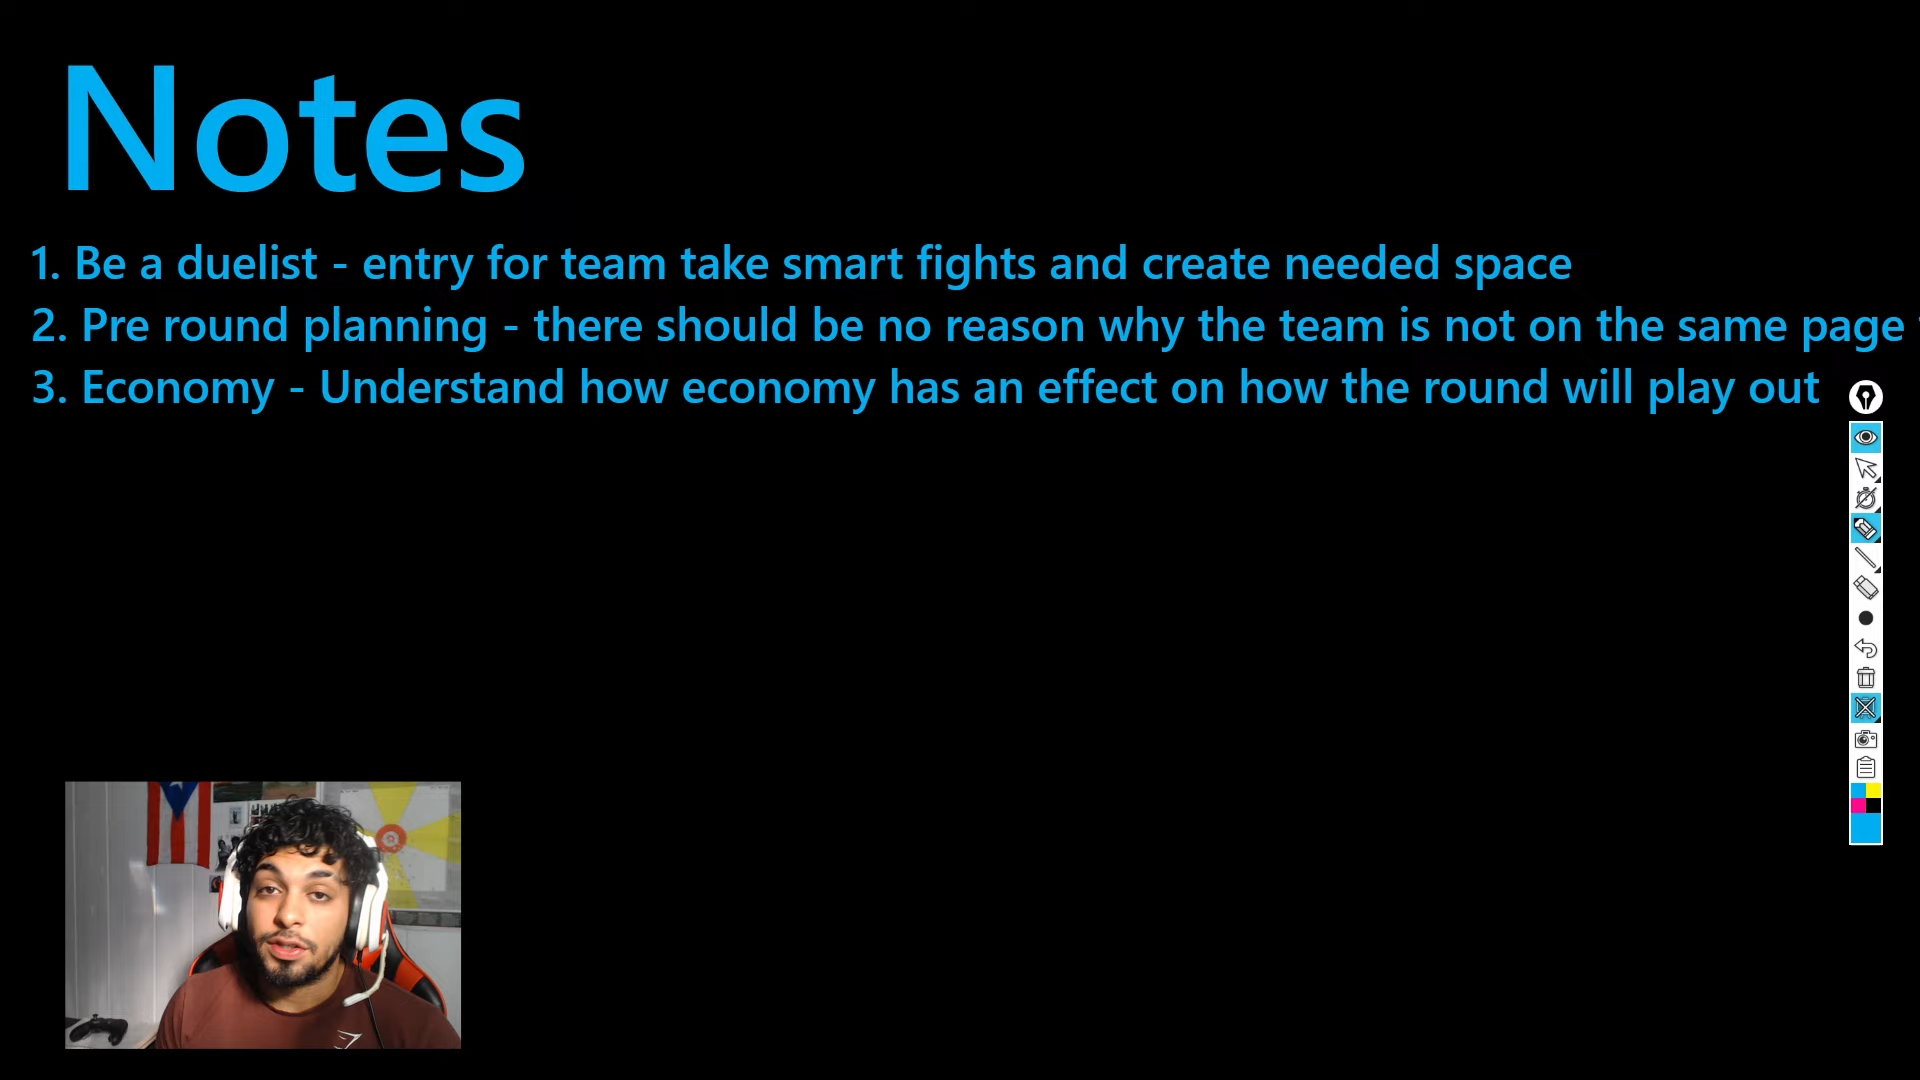 Notes
1. Be a duelist - entry for team take smart fights and create needed space
2. Pre round planning - there should be no reason why the team is not on the same page
3. Economy - Understand how economy has an effect on how the round will play out